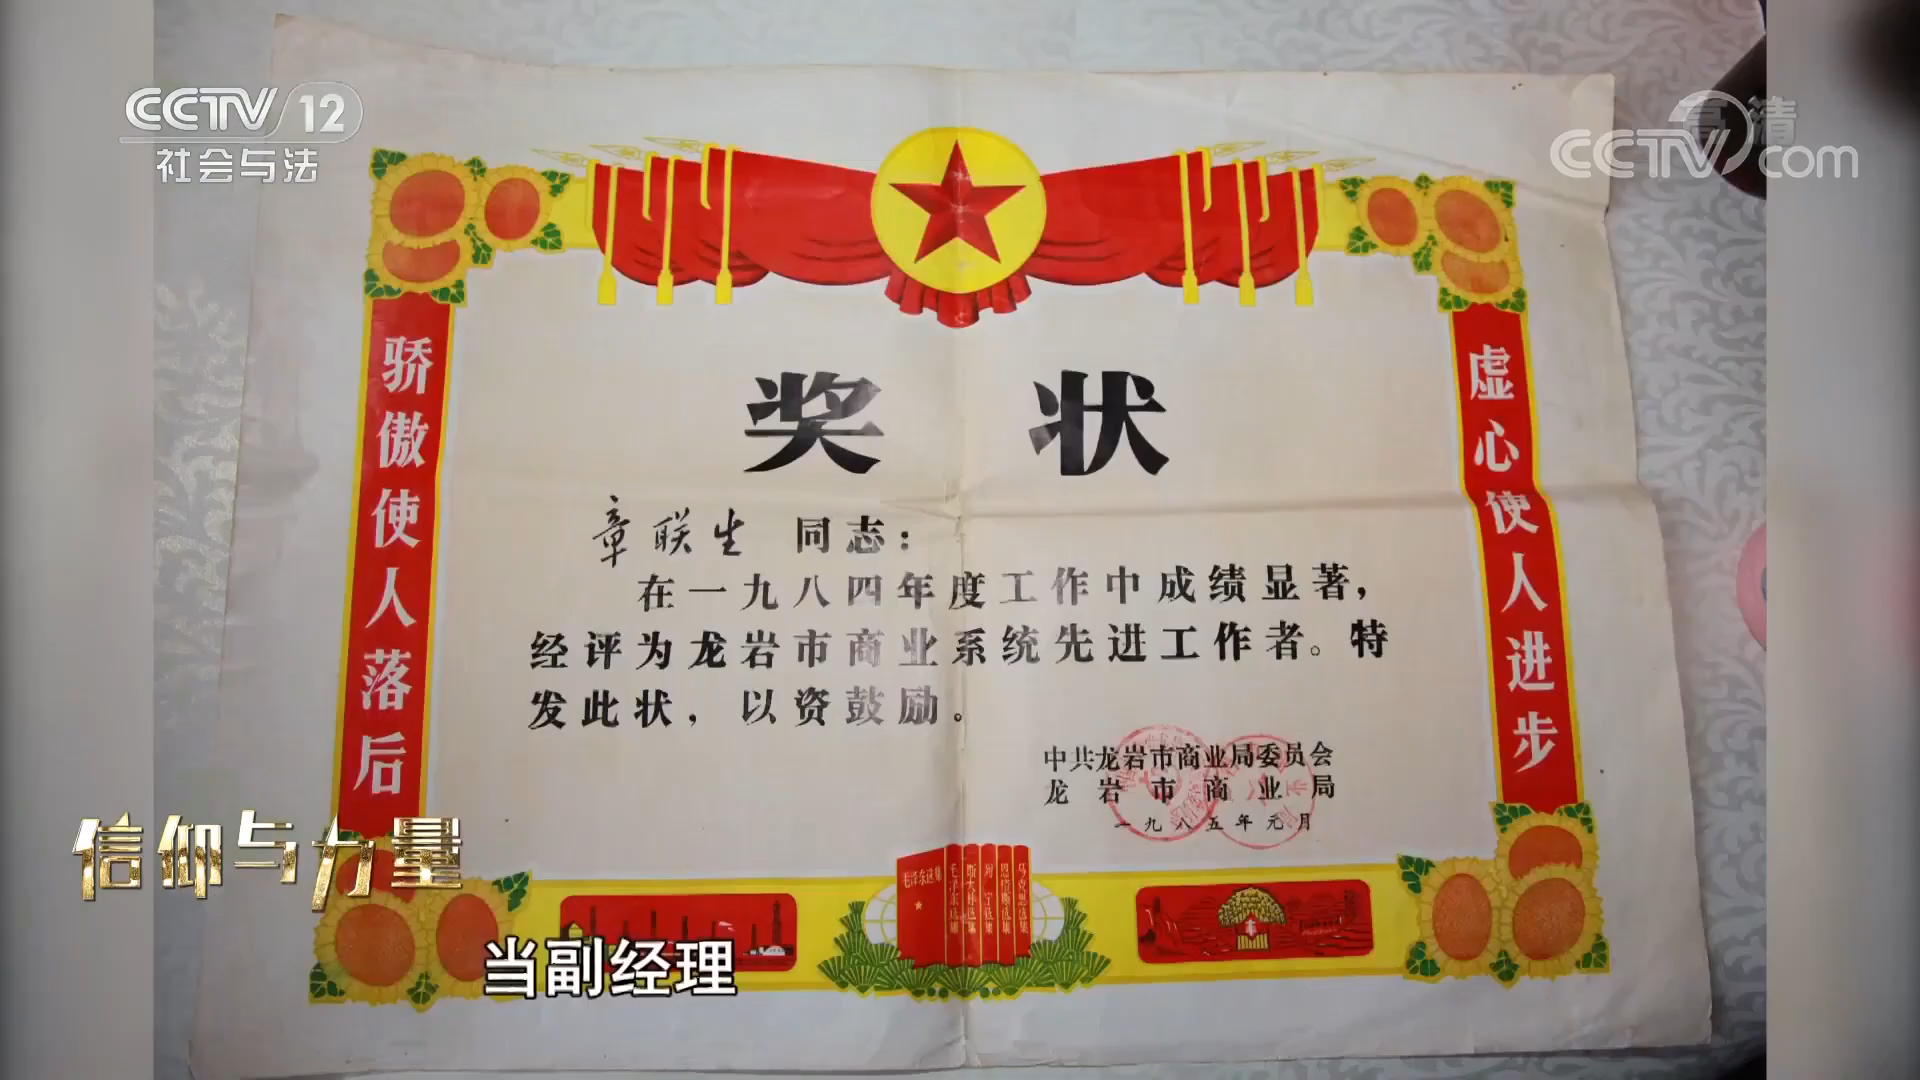 CCTV 12
社会与法
高清
CCTV com
骄傲使人落后
虚心使人进步
奖 状
章联生 同志：
在一九八四年度工作中成绩显著，
经评为龙岩市商业系统先进工作者。特
发此状，以资鼓励。
中共龙岩市商业局委员会
龙岩市商业局
一九八五年元月
毛泽东选集
信仰与力量
当副经理